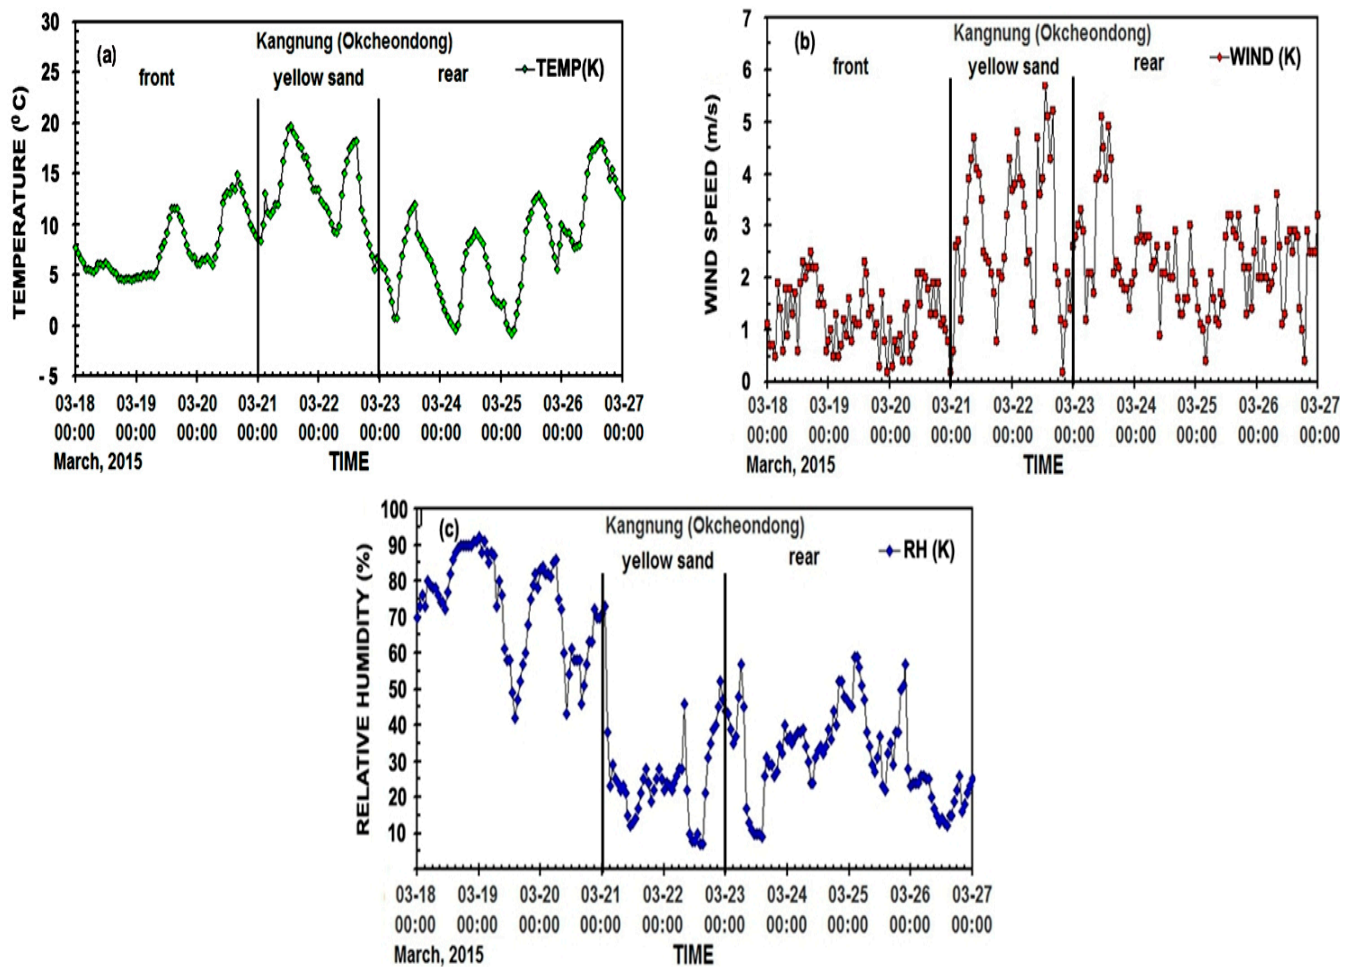 (a)
Kangnung (Okcheondong)
front
yellow sand
rear
TEMP(K)
TEMPERATURE (⁰C)
30
25
20
15
10
5
0
-5
03-18 03-19 03-20 03-21 03-22 03-23 03-24 03-25 03-26 03-27
00:00 00:00 00:00 00:00 00:00 00:00 00:00 00:00 00:00 00:00
March, 2015
TIME
(b)
Kangnung (Okcheondong)
front
yellow sand
rear
WIND (K)
WIND SPEED (m/s)
7
6
5
4
3
2
1
0
03-18 03-19 03-20 03-21 03-22 03-23 03-24 03-25 03-26 03-27
00:00 00:00 00:00 00:00 00:00 00:00 00:00 00:00 00:00 00:00
March, 2015
TIME
(c)
Kangnung (Okcheondong)
yellow sand
rear
RH (K)
RELATIVE HUMIDITY (%)
100
90
80
70
60
50
40
30
20
10
03-18 03-19 03-20 03-21 03-22 03-23 03-24 03-25 03-26 03-27
00:00 00:00 00:00 00:00 00:00 00:00 00:00 00:00 00:00 00:00
March, 2015
TIME